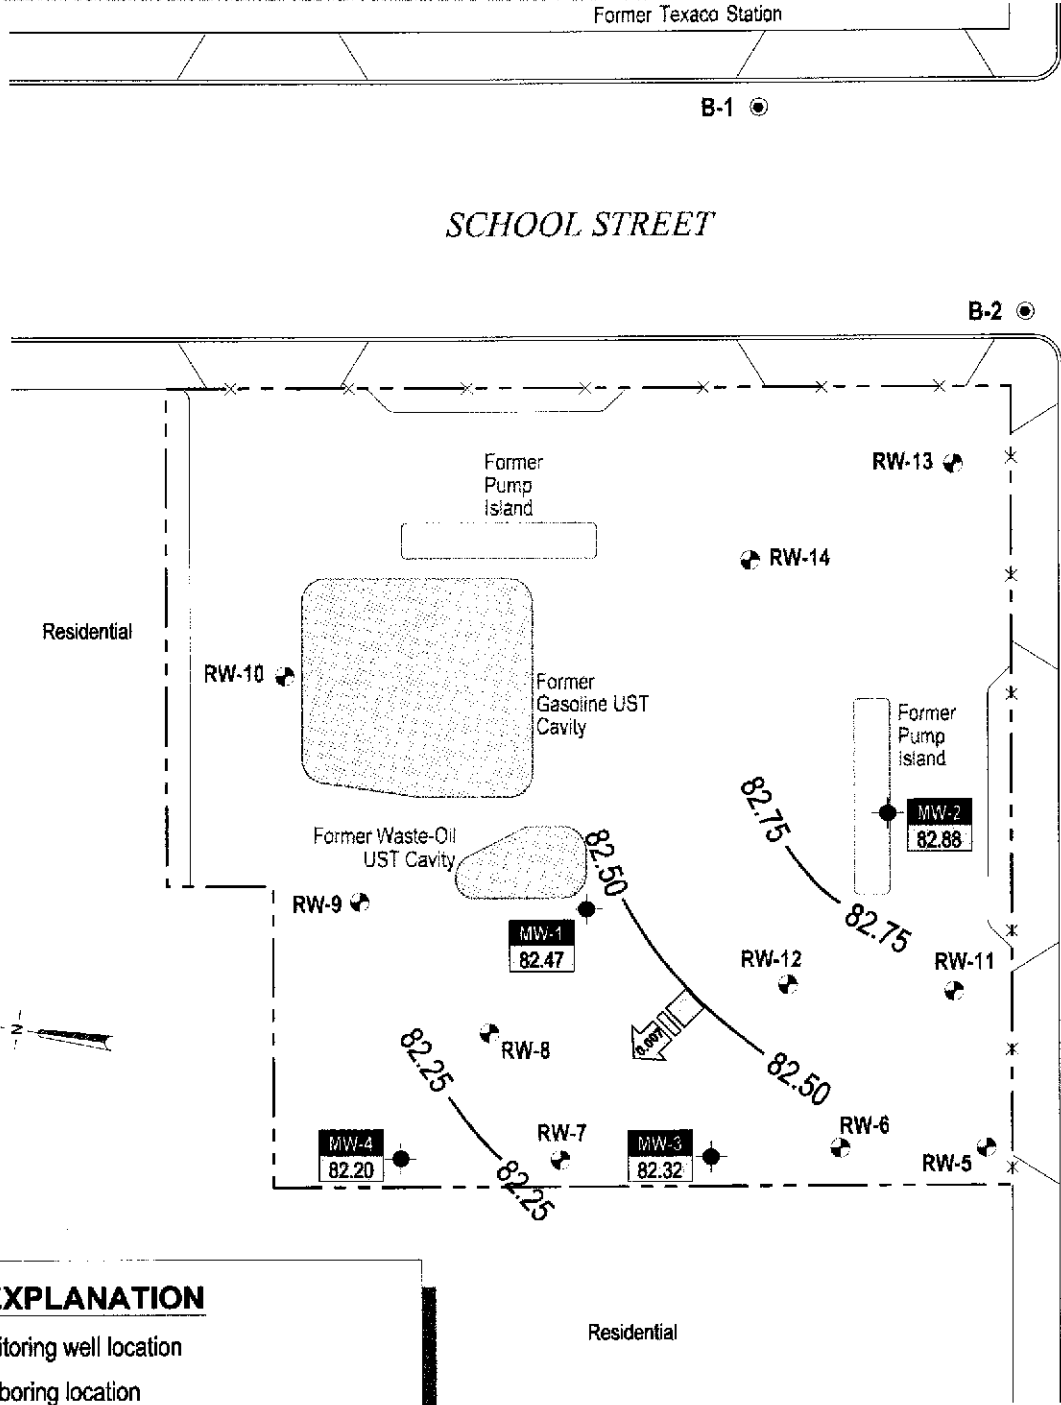 Former Texaco Station
B-1
SCHOOL STREET
B-2
Former
Pump
Island
RW-13
RW-14
Residential
RW-10
Former
Gasoline UST
Cavity
Former
Pump
Island
82.75
MW-2
82.88
Former Waste-Oil
UST Cavity
82.50
RW-9
82.75
MW-1
82.47
RW-12
RW-11
N
0.007
RW-8
82.25
82.50
RW-7
RW-6
MW-4
82.20
MW-3
82.32
RW-5
82.25
EXPLANATION
itoring well location
boring location
Residential